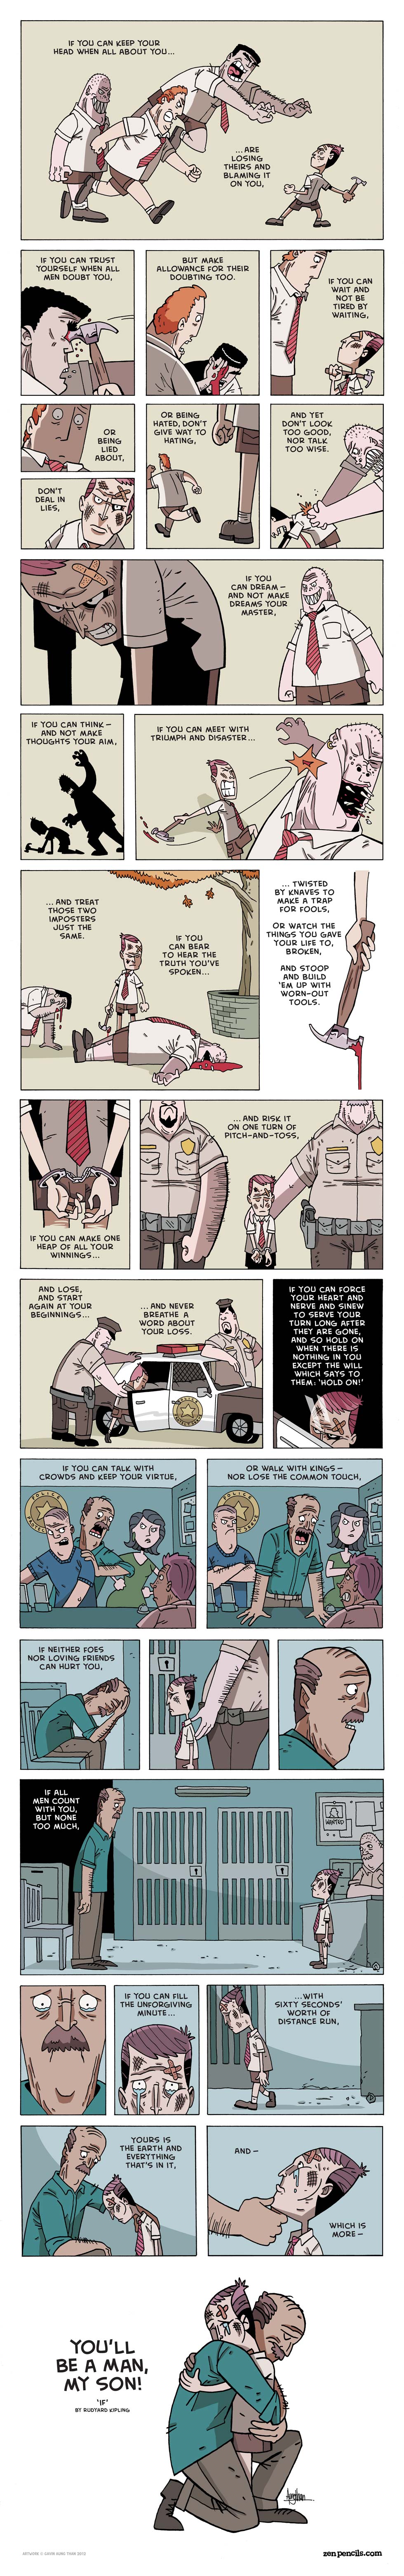 IF YOU CAN KEEP YOUR
HEAD WHEN ALL ABOUT YOU...
...ARE
LOSING
THEIRS AND
BLAMING IT
ON YOU,
IF YOU CAN TRUST
YOURSELF WHEN ALL
MEN DOUBT YOU,
BUT MAKE
ALLOWANCE FOR THEIR
DOUBTING TOO.
IF YOU CAN
WAIT AND
NOT BE
TIRED BY
WAITING,
OR
BEING
LIED
ABOUT,
DON'T
DEAL IN
LIES,
OR BEING
HATED, DON'T
GIVE WAY TO
HATING,
AND YET
DON'T LOOK
TOO GOOD,
NOR TALK
TOO WISE.
IF YOU
CAN DREAM –
AND NOT MAKE
DREAMS YOUR
MASTER,
IF YOU CAN THINK –
AND NOT MAKE
THOUGHTS YOUR AIM,
IF YOU CAN MEET WITH
TRIUMPH AND DISASTER...
...AND TREAT
THOSE TWO
IMPOSTERS
JUST THE
SAME.
IF YOU
CAN BEAR
TO HEAR THE
TRUTH YOU'VE
SPOKEN...
... TWISTED
BY KNAVES TO
MAKE A TRAP
FOR FOOLS,
OR WATCH THE
THINGS YOU GAVE
YOUR LIFE TO,
BROKEN,
AND STOOP
AND BUILD
'EM UP WITH
WORN-OUT
TOOLS.
IF YOU CAN MAKE ONE
HEAP OF ALL YOUR
WINNINGS...
...AND RISK IT
ON ONE TURN OF
PITCH-AND-TOSS,
AND LOSE,
AND START
AGAIN AT YOUR
BEGINNINGS...
...AND NEVER
BREATHE A
WORD ABOUT
YOUR LOSS.
IF YOU CAN FORCE
YOUR HEART AND
NERVE AND SINEW
TO SERVE YOUR
TURN LONG AFTER
THEY ARE GONE,
AND SO HOLD ON
WHEN THERE IS
NOTHING IN YOU
EXCEPT THE WILL
WHICH SAYS TO
THEM: 'HOLD ON!'
IF YOU CAN TALK WITH
CROWDS AND KEEP YOUR VIRTUE,
OR WALK WITH KINGS –
NOR LOSE THE COMMON TOUCH,
IF NEITHER FOES
NOR LOVING FRIENDS
CAN HURT YOU,
IF ALL
MEN COUNT
WITH YOU,
BUT NONE
TOO MUCH,
WANTED
IF YOU CAN FILL
THE UNFORGIVING
MINUTE...
...WITH
SIXTY SECONDS'
WORTH OF
DISTANCE RUN,
YOURS IS
THE EARTH AND
EVERYTHING
THAT'S IN IT,
AND –
WHICH IS
MORE –
YOU'LL
BE A MAN,
MY SON!
'IF'
BY RUDYARD KIPLING
zenpencils.com